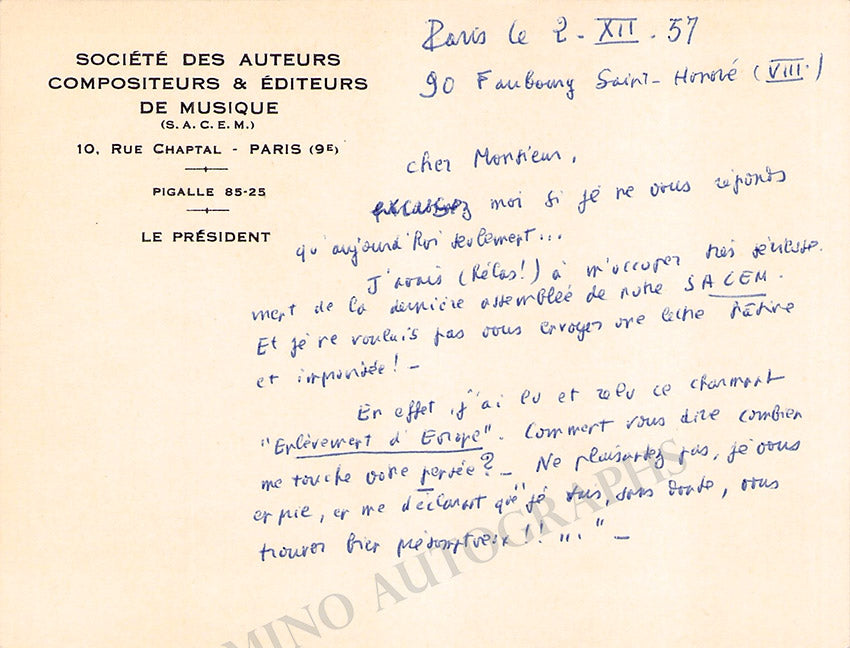 SOCIÉTÉ DES AUTEURS
COMPOSITEURS & ÉDITEURS
DE MUSIQUE
(S. A. C. E. M.)
10, RUE CHAPTAL - PARIS (9E)
PIGALLE 85-25
LE PRÉSIDENT
Paris le 2 - XII - 57
90 Faubourg Saint-Honoré (VIII.)
Cher Monsieur,
moi si je ne vous réponds
qu'aujourd'hoi seulement...
J'avais (hélas!) à m'occuper très sérieuse-
ment de la dernière assemblée de notre SACEM.
Et je ne voulais pas vous envoyer une lettre hâtive
et improvisée! -
En effet, j'ai lu et relu ce charmant
"Enlèvement d'Europe". Comment vous dire combien
me touche votre pensée? - Ne plaisantez pas, je vous
en prie, en me déclarant que "je dus, sans doute, vous
trouver bien présomptueux!! "..." -
MINO AUTOGRAPHS